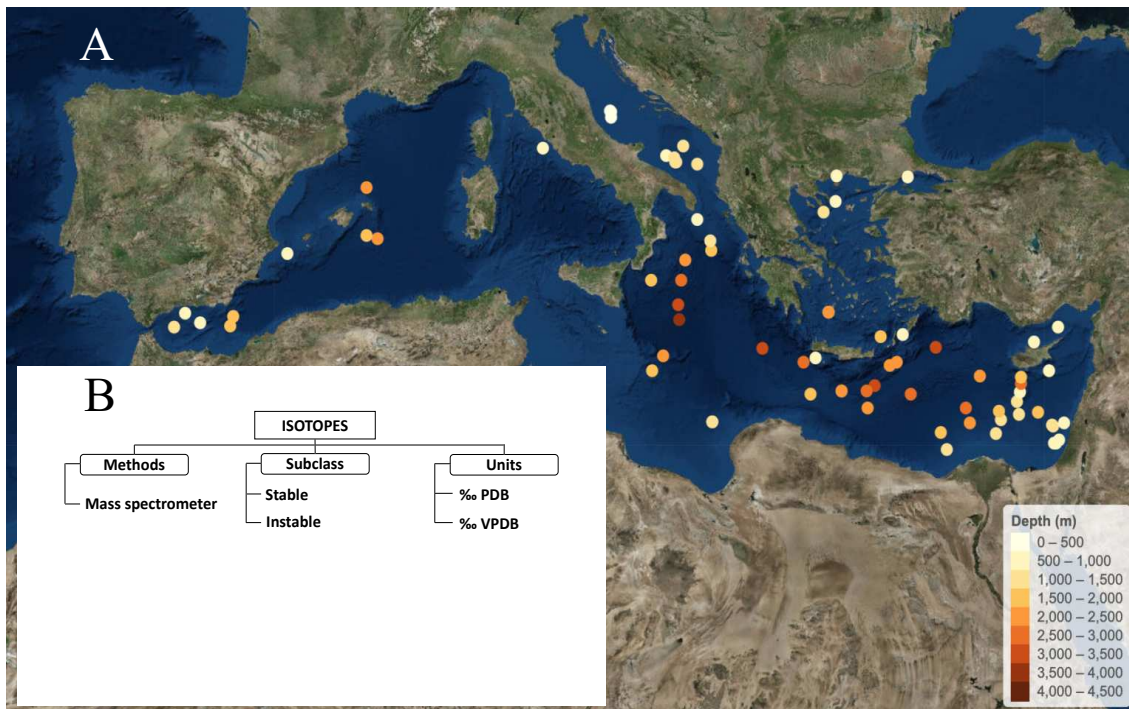 A
B
ISOTOPES
Methods
Subclass
Units
Mass spectrometer
Stable
Instable
‰ PDB
‰ VPDB
Depth (m)
0 – 500
500 – 1,000
1,000 – 1,500
1,500 – 2,000
2,000 – 2,500
2,500 – 3,000
3,000 – 3,500
3,500 – 4,000
4,000 – 4,500